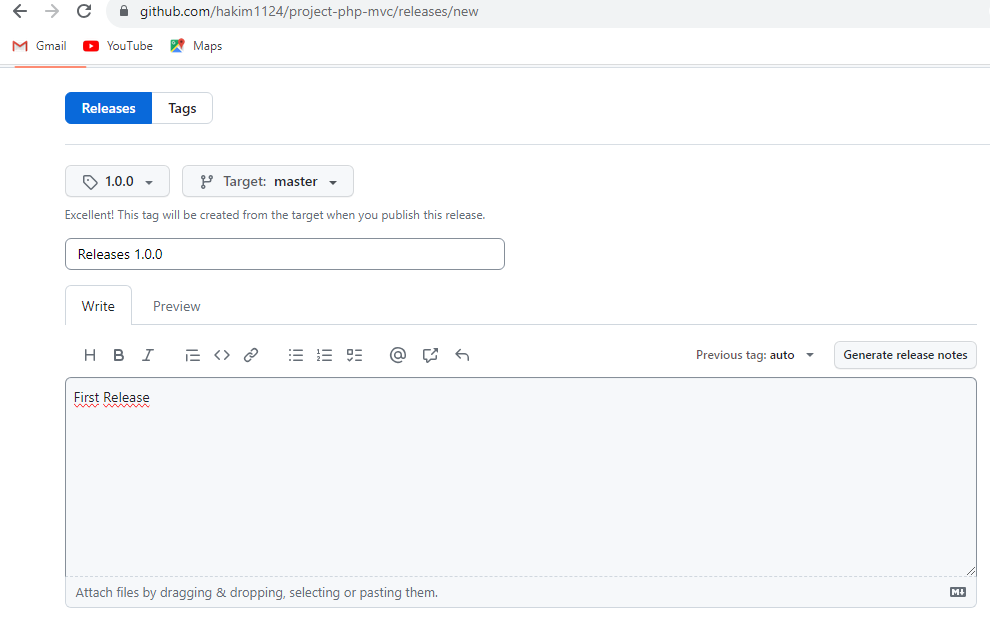 github.com/hakim1124/project-php-mvc/releases/new
Gmail YouTube Maps
Releases Tags
1.0.0 Target: master
Excellent! This tag will be created from the target when you publish this release.
Releases 1.0.0
Write Preview
H B I Previous tag: auto Generate release notes
First Release
Attach files by dragging & dropping, selecting or pasting them.